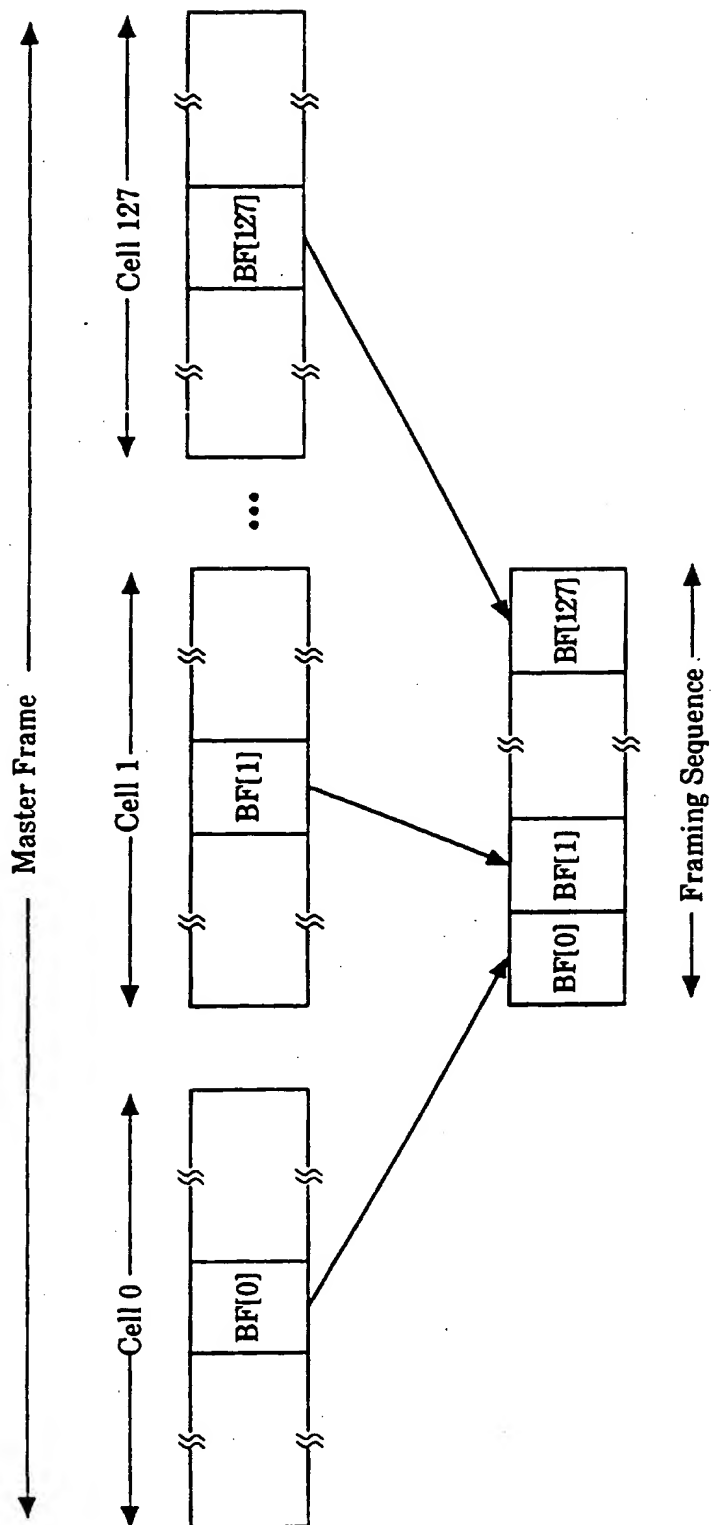 Master Frame
Cell 0
Cell 1
Cell 127
BF[0]
BF[1]
...
BF[127]
BF[0]
BF[1]
BF[127]
Framing Sequence